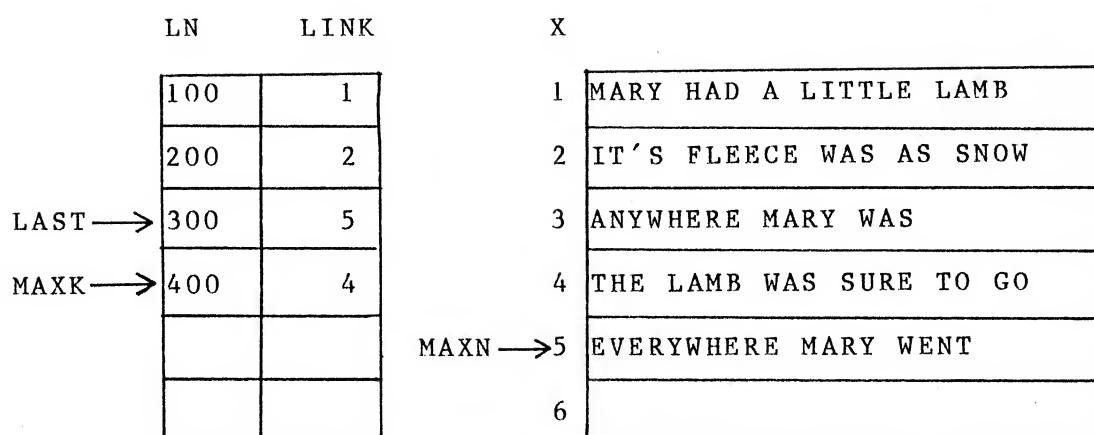 LN LINK X
100 1 1 MARY HAD A LITTLE LAMB
200 2 2 IT'S FLEECE WAS AS SNOW
LAST 300 5 3 ANYWHERE MARY WAS
MAXK 400 4 4 THE LAMB WAS SURE TO GO
MAXN 5 EVERYWHERE MARY WENT
6